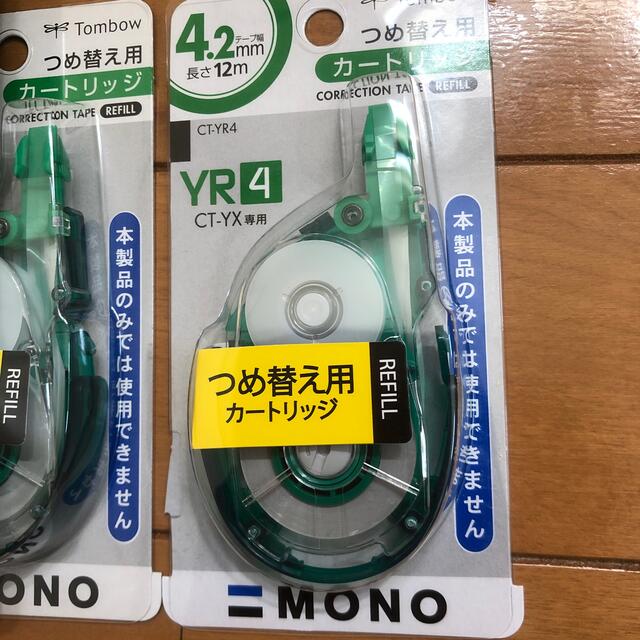 Tombow
つめ替え用
カートリッジ
CORRECTION TAPE REFILL
本製品のみでは使用できません
REFILL
ONO
Tombow
つめ替え用
カートリッジ
CORRECTION TAPE REFILL
4.2mm
テープ幅
長さ12m
CT-YR4
YR4
CT-YX専用
本製品のみでは使用できません
つめ替え用
カートリッジ
REFILL
MONO